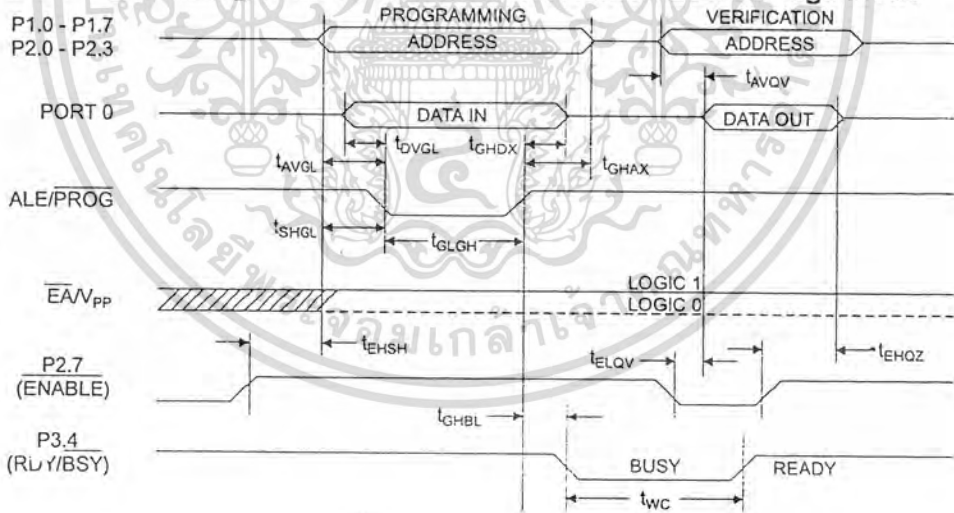 PROGRAMMING
VERIFICATION
P1.0 - P1.7
P2.0 - P2.3
ADDRESS
ADDRESS
tAVQV
PORT 0
DATA IN
DATA OUT
tDVGL
tGHDX
tAVGL
tGHAX
ALE/PROG
tSHGL
tGLGH
EA/VPP
LOGIC 1
LOGIC 0
tEHSH
tELQV
tEHQZ
P2.7
(ENABLE)
tGHBL
P3.4
(RDY/BSY)
BUSY
READY
tWC